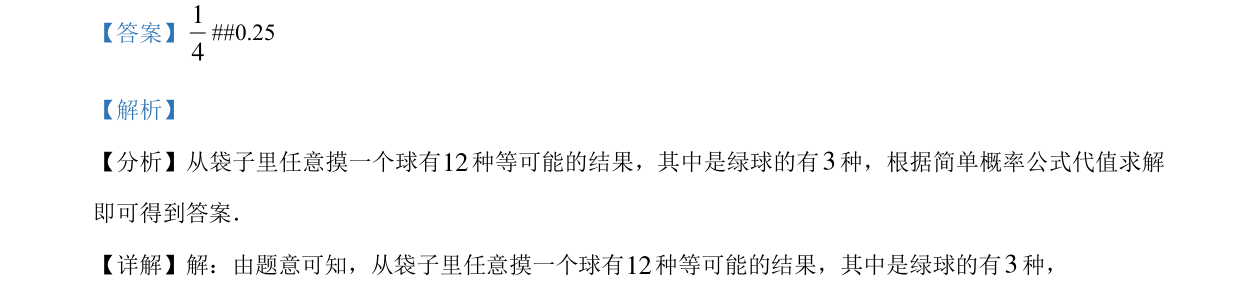 【答案】1/4##0.25
【解析】
【分析】从袋子里任意摸一个球有12种等可能的结果，其中是绿球的有3种，根据简单概率公式代值求解
即可得到答案．
【详解】解：由题意可知，从袋子里任意摸一个球有12种等可能的结果，其中是绿球的有3种，